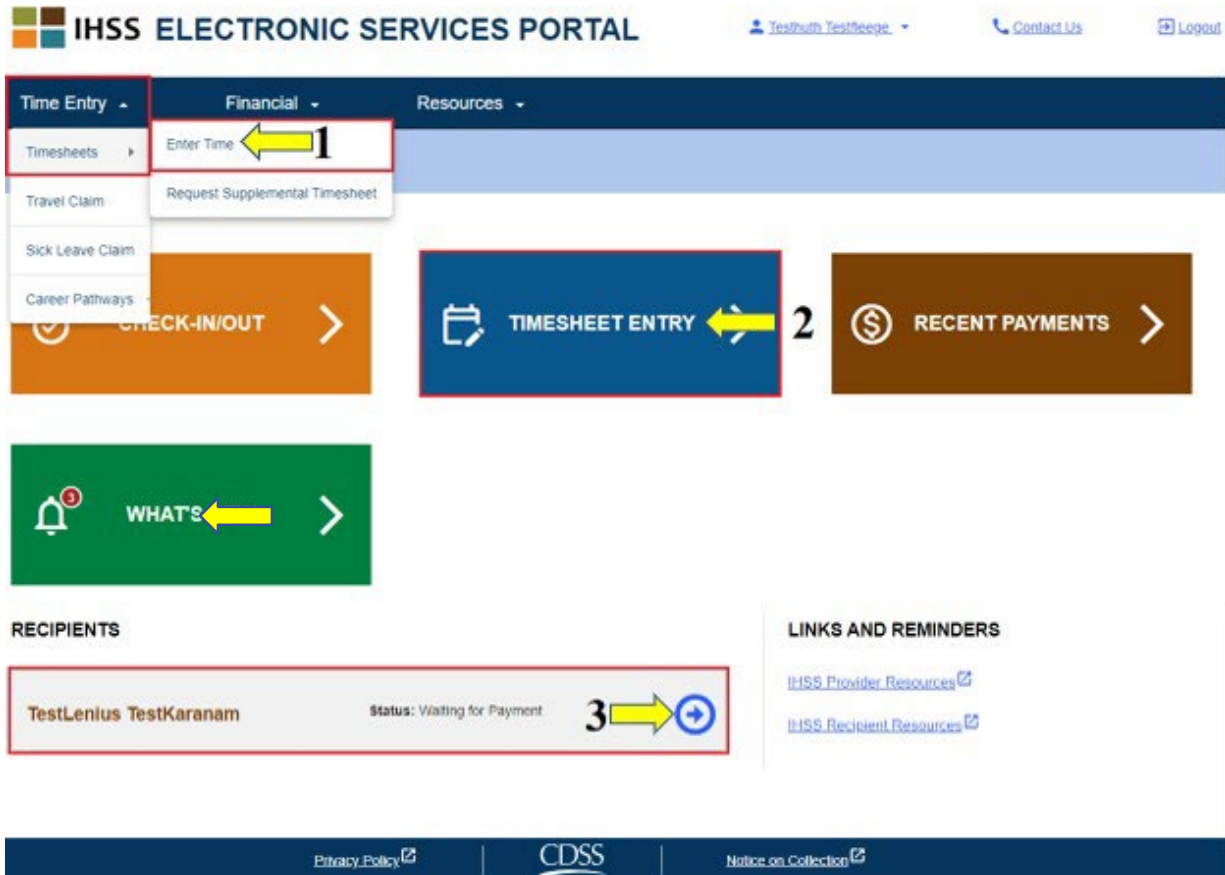 IHSS ELECTRONIC SERVICES PORTAL
Testhuth Testfleege
Contact Us
Logout
Time Entry
Financial
Resources
Timesheets
Enter Time
1
Travel Claim
Request Supplemental Timesheet
Sick Leave Claim
Career Pathways
CHECK-IN/OUT
TIMESHEET ENTRY
2
RECENT PAYMENTS
3
WHAT'S
RECIPIENTS
LINKS AND REMINDERS
TestLenius TestKaranam
Status: Waiting for Payment
3
IHSS Provider Resources
IHSS Recipient Resources
Privacy Policy
CDSS
Notice on Collection